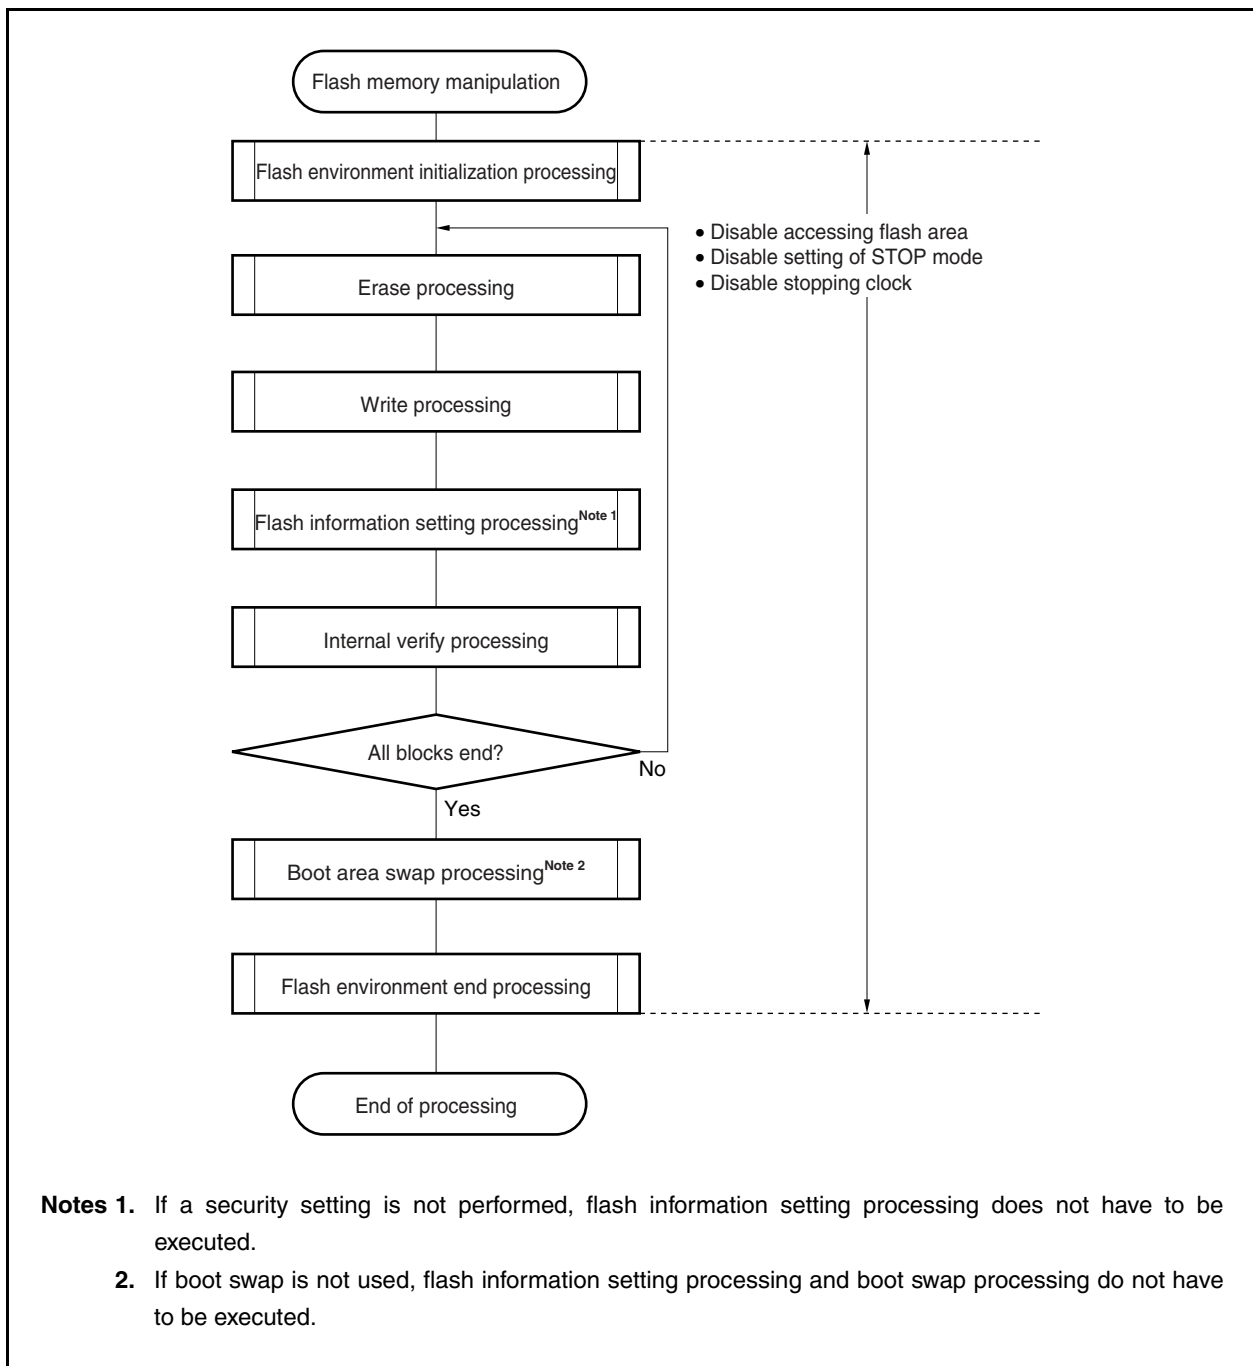 Flash memory manipulation
Flash environment initialization processing
• Disable accessing flash area
• Disable setting of STOP mode
• Disable stopping clock
Erase processing
Write processing
Flash information setting processing Note 1
Internal verify processing
All blocks end?
No
Yes
Boot area swap processing Note 2
Flash environment end processing
End of processing
Notes 1. If a security setting is not performed, flash information setting processing does not have to be
executed.
2. If boot swap is not used, flash information setting processing and boot swap processing do not have
to be executed.